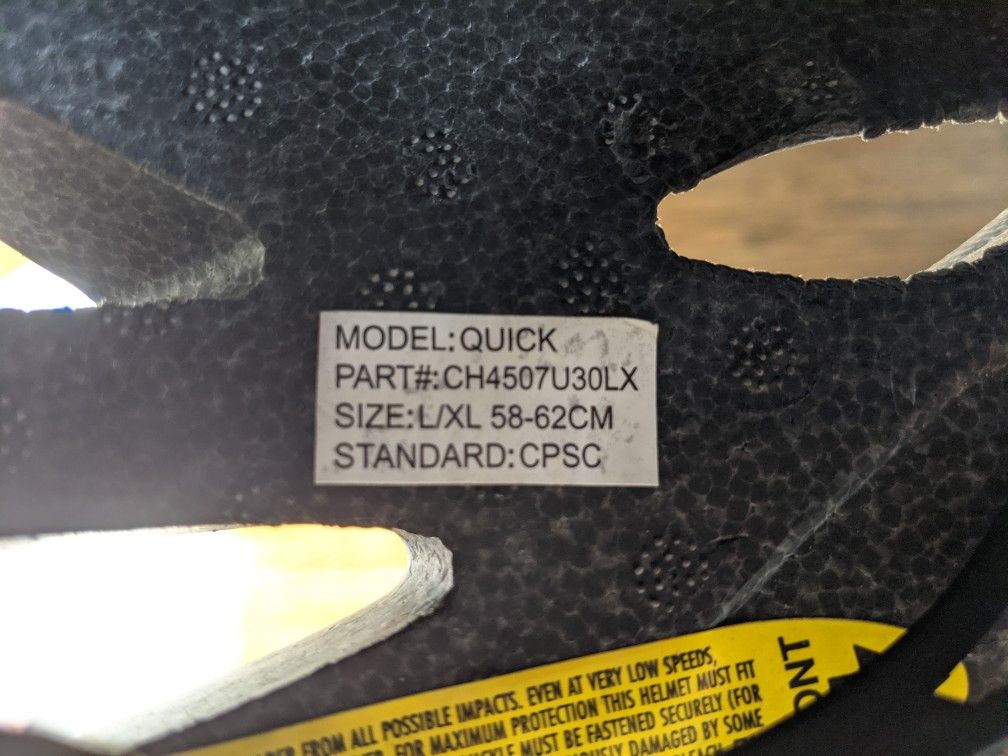 MODEL:QUICK
PART#:CH4507U30LX
SIZE:L/XL 58-62CM
STANDARD:CPSC
FROM ALL POSSIBLE IMPACTS. EVEN AT VERY LOW SPEEDS,
FOR MAXIMUM PROTECTION THIS HELMET MUST FIT
MUST BE FASTENED SECURELY (FOR
DAMAGED BY SOME